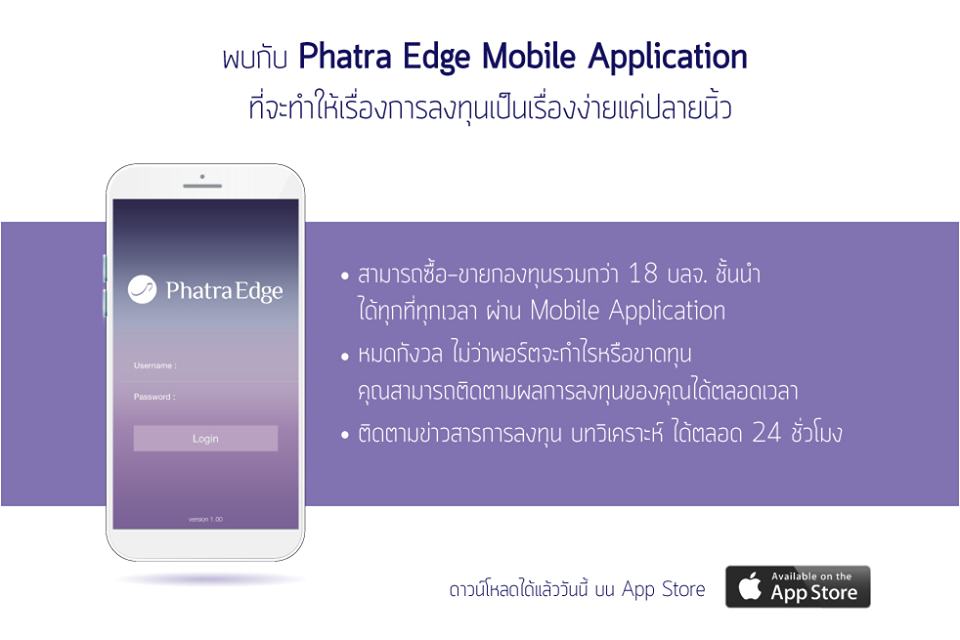 พบกับ Phatra Edge Mobile Application
ที่จะทำให้เรื่องการลงทุนเป็นเรื่องง่ายแค่ปลายนิ้ว
Phatra Edge
Username :
Password :
Login
version 1.00
• สามารถซื้อ-ขายกองทุนรวมกว่า 18 บลจ. ชั้นนำ
ได้ทุกที่ทุกเวลา ผ่าน Mobile Application
• หมดกังวล ไม่ว่าพอร์ตจะกำไรหรือขาดทุน
คุณสามารถติดตามผลการลงทุนของคุณได้ตลอดเวลา
• ติดตามข่าวสารการลงทุน บทวิเคราะห์ ได้ตลอด 24 ชั่วโมง
ดาวน์โหลดได้แล้ววันนี้ บน App Store
Available on the
App Store